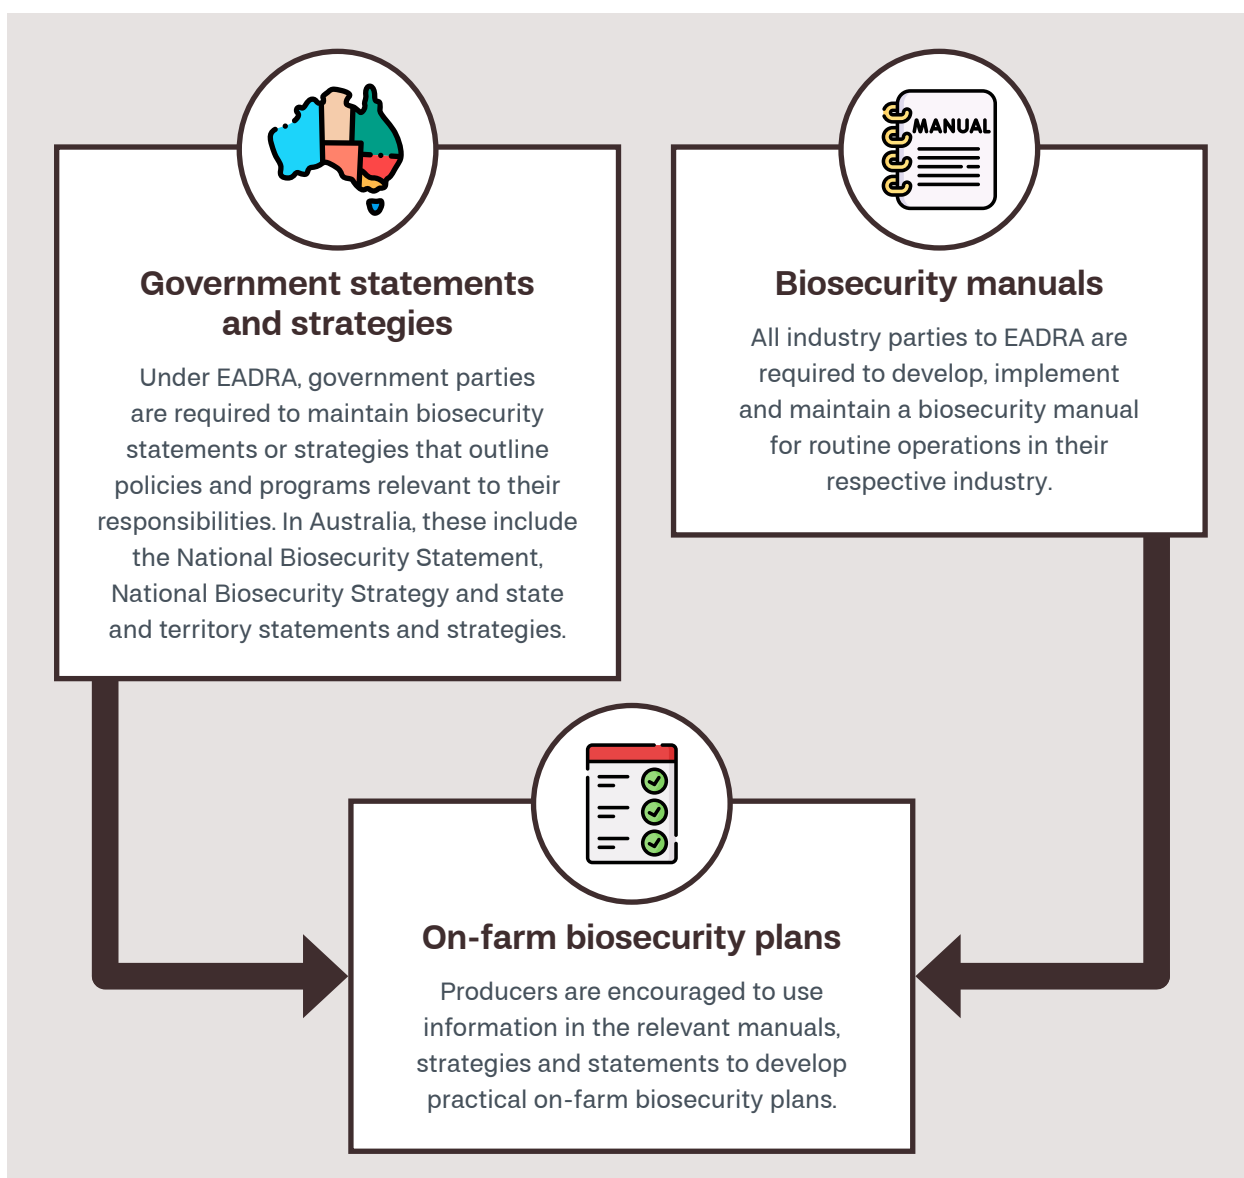 Government statements
and strategies
Under EADRA, government parties
are required to maintain biosecurity
statements or strategies that outline
policies and programs relevant to their
responsibilities. In Australia, these include
the National Biosecurity Statement,
National Biosecurity Strategy and state
and territory statements and strategies.
MANUAL
Biosecurity manuals
All industry parties to EADRA are
required to develop, implement
and maintain a biosecurity manual
for routine operations in their
respective industry.
On-farm biosecurity plans
Producers are encouraged to use
information in the relevant manuals,
strategies and statements to develop
practical on-farm biosecurity plans.